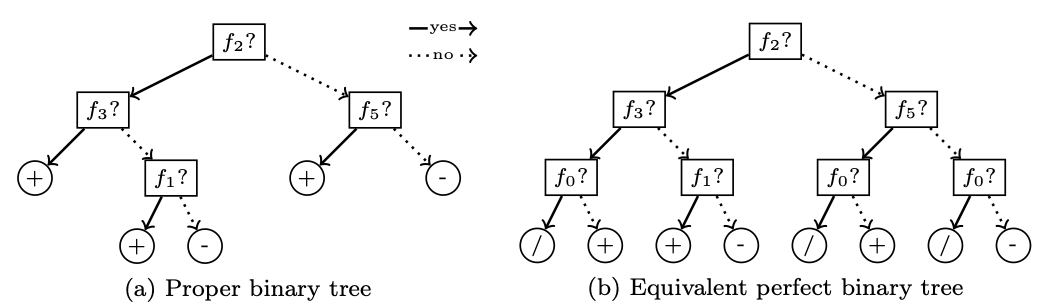 f₂?
yes
no
f₃?
f₅?
+
f₁?
+
-
+
-
(a) Proper binary tree
f₂?
f₃?
f₅?
f₀?
f₁?
f₀?
f₀?
/
+
+
-
/
+
/
-
(b) Equivalent perfect binary tree